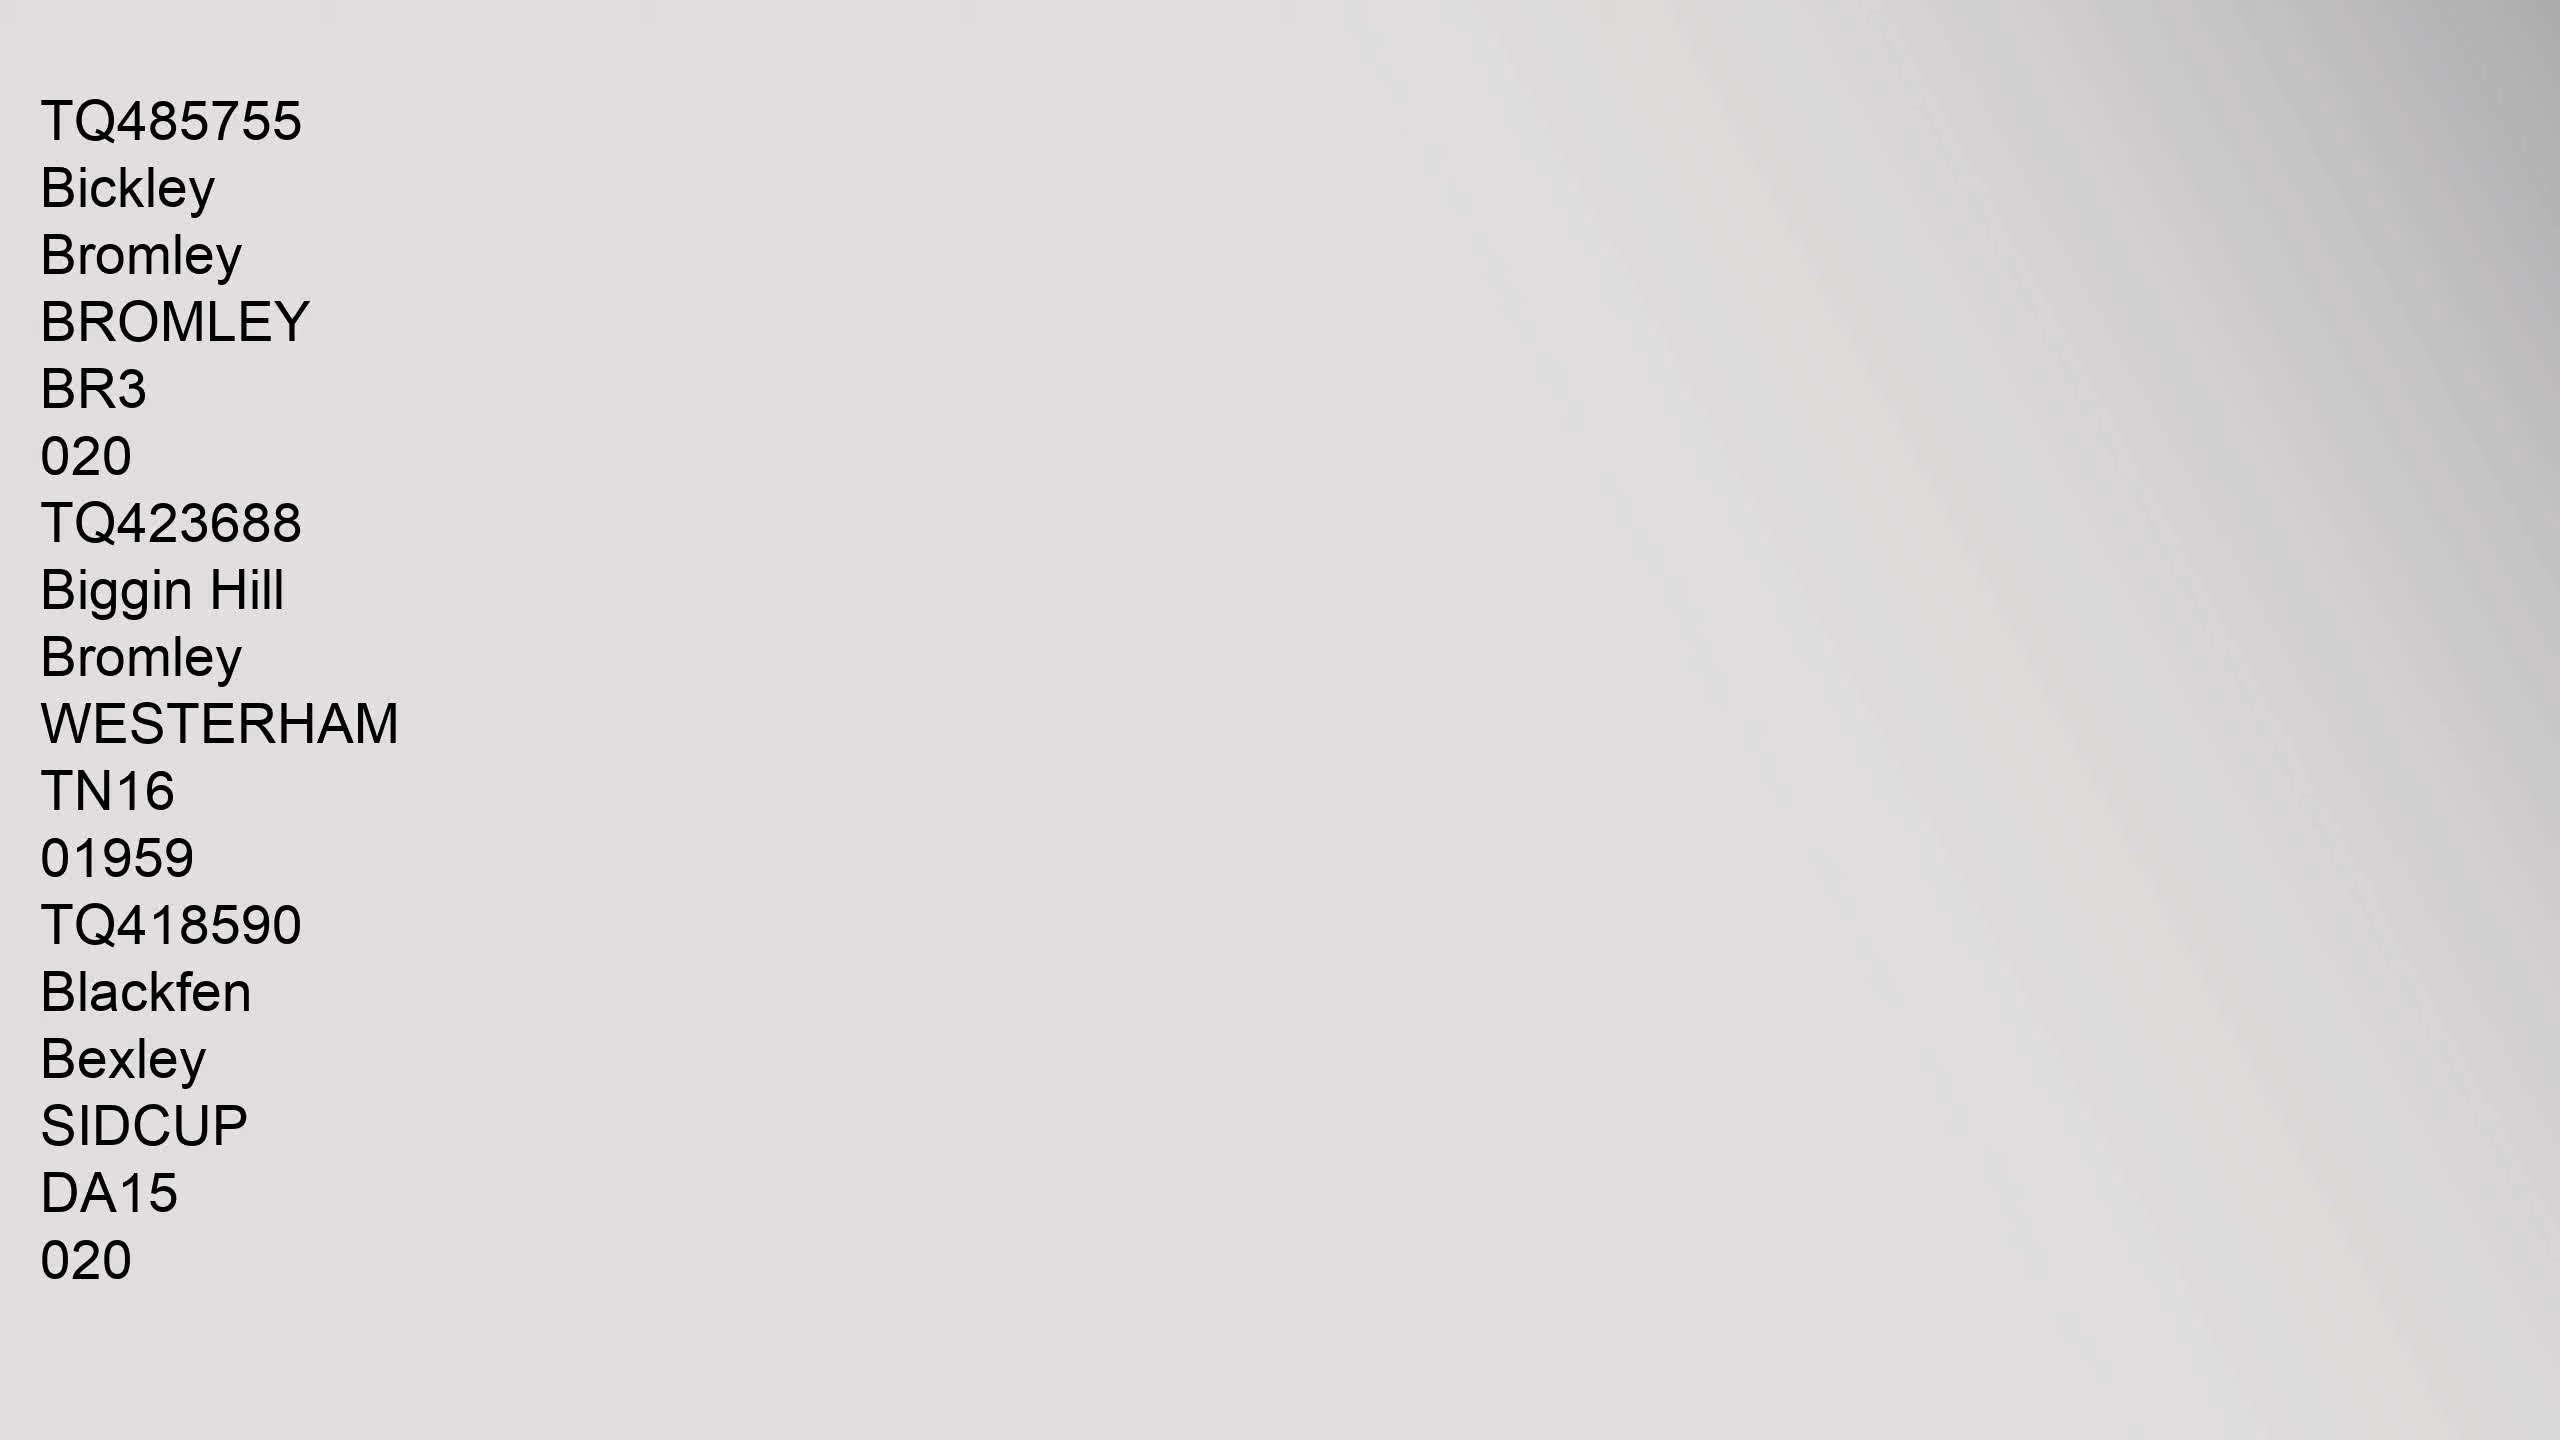 TQ485755
Bickley
Bromley
BROMLEY
BR3
020
TQ423688
Biggin Hill
Bromley
WESTERHAM
TN16
01959
TQ418590
Blackfen
Bexley
SIDCUP
DA15
020